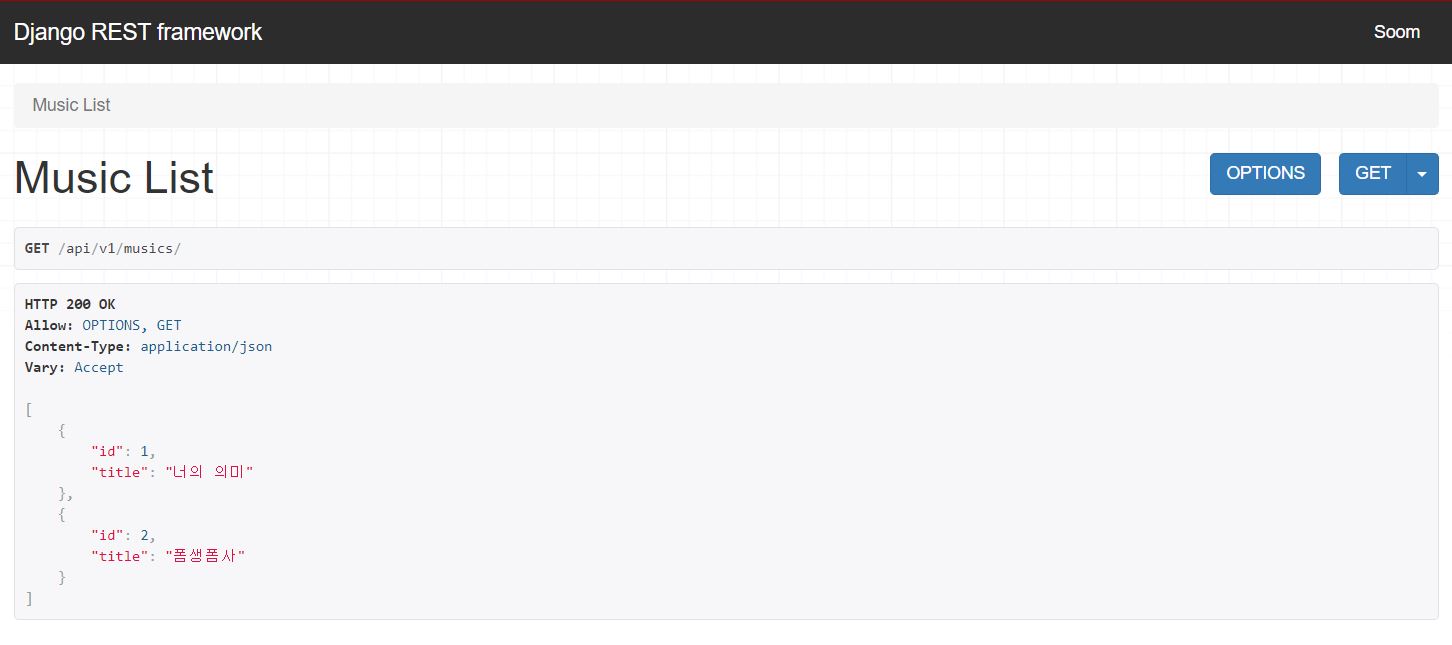 Django REST framework
Soom
Music List
Music List
OPTIONS
GET
GET /api/v1/musics/
HTTP 200 OK
Allow: OPTIONS, GET
Content-Type: application/json
Vary: Accept
[
    {
        "id": 1,
        "title": "너의 의미"
    },
    {
        "id": 2,
        "title": "폼생폼사"
    }
]